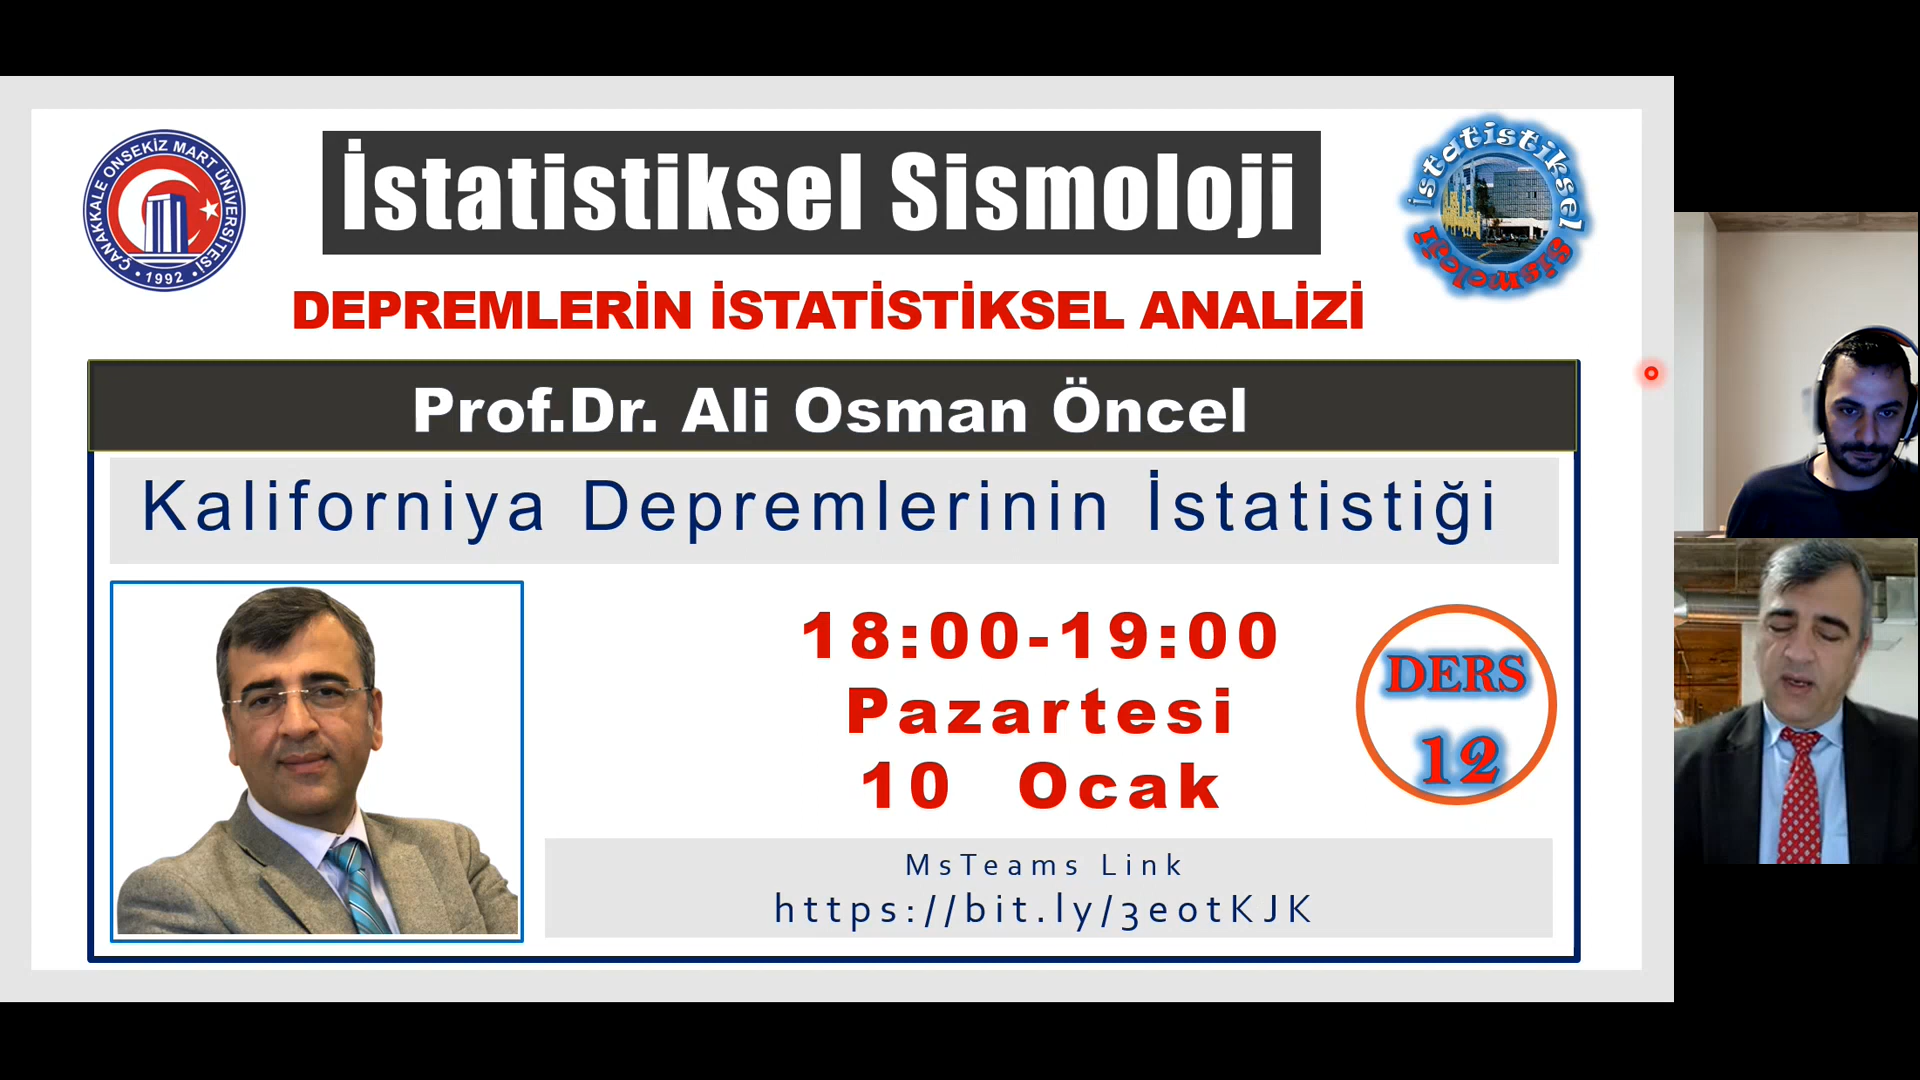 ÇANAKKALE ONSEKİZ MART ÜNİVERSİTESİ
• 1992 •
İstatistiksel Sismoloji
istatistiksel
sismoloji
DEPREMLERİN İSTATİSTİKSEL ANALİZİ
Prof.Dr. Ali Osman Öncel
Kaliforniya Depremlerinin İstatistiği
18:00-19:00
Pazartesi
10 Ocak
DERS
12
MsTeams Link
https://bit.ly/3eotKJK